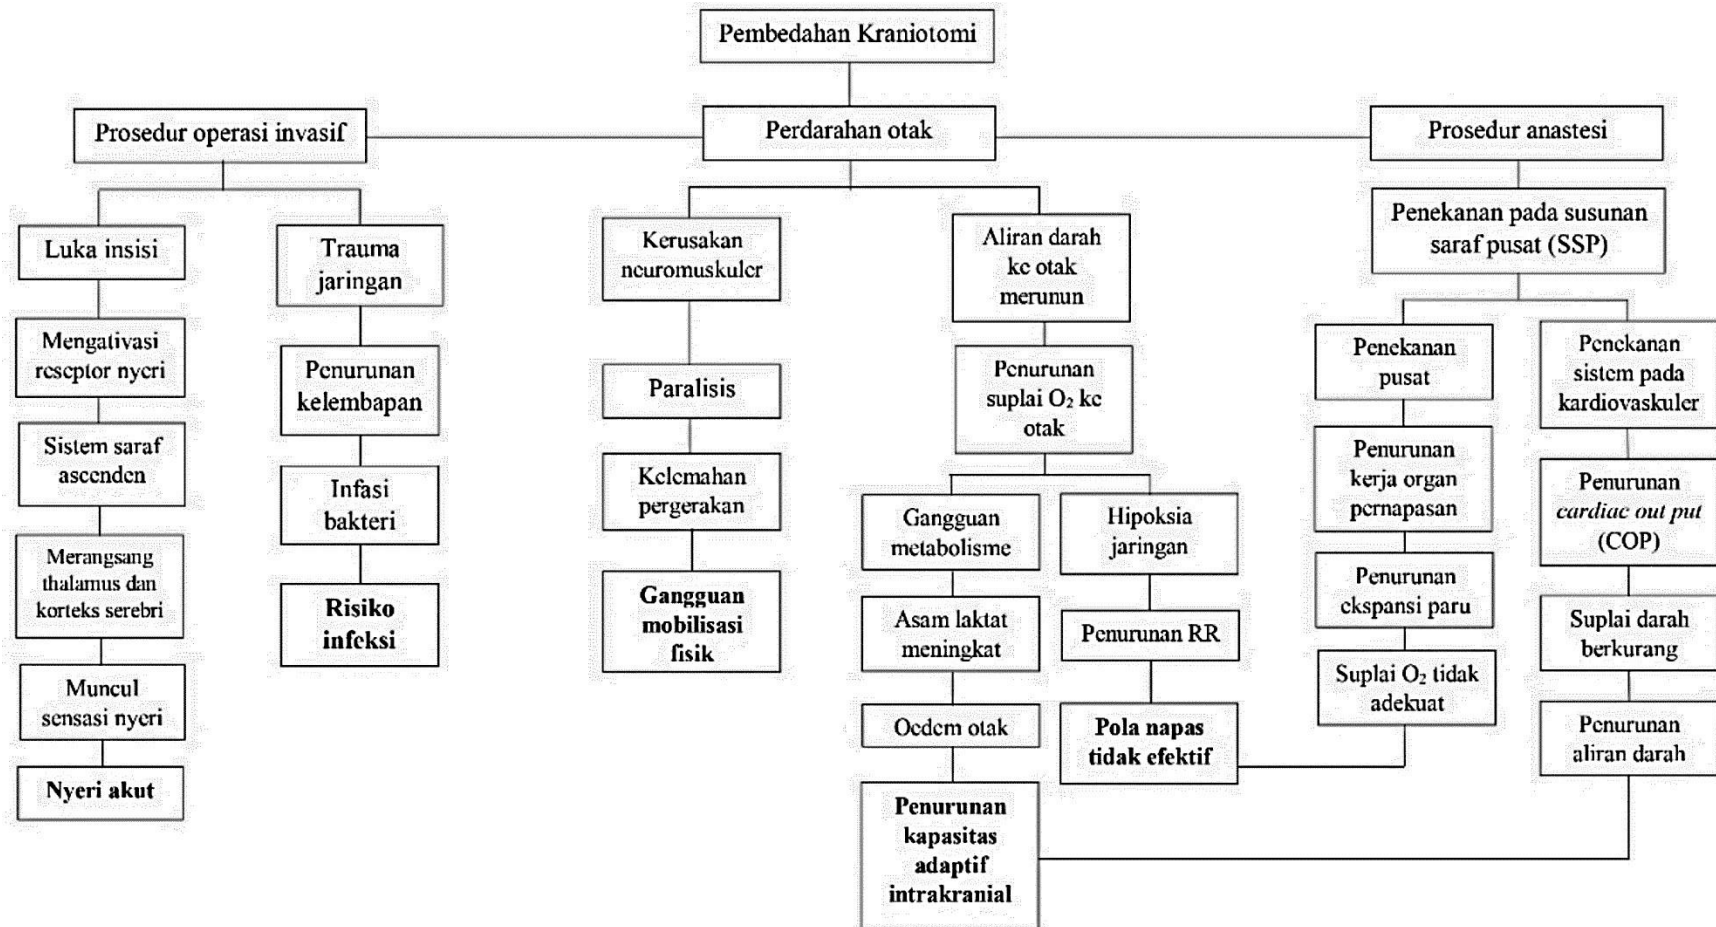 Pembedahan Kraniotomi
Prosedur operasi invasif
Perdarahan otak
Prosedur anastesi
Luka insisi
Mengativasi
reseptor nyeri
Sistem saraf
ascenden
Merangsang
thalamus dan
korteks serebri
Muncul
sensasi nyeri
Nyeri akut
Trauma
jaringan
Penurunan
kelembapan
Infasi
bakteri
Risiko
infeksi
Kerusakan
neuromuskuler
Paralisis
Kelemahan
pergerakan
Gangguan
mobilisasi
fisik
Aliran darah
ke otak
merunun
Penurunan
suplai O₂ ke
otak
Gangguan
metabolisme
Asam laktat
meningkat
Oedem otak
Penurunan
kapasitas
adaptif
intrakranial
Hipoksia
jaringan
Penurunan RR
Pola napas
tidak efektif
Penekanan pada susunan
saraf pusat (SSP)
Penekanan
pusat
Penurunan
kerja organ
pernapasan
Penurunan
ekspansi paru
Suplai O₂ tidak
adekuat
Penekanan
sistem pada
kardiovaskuler
Penurunan
cardiac out put
(COP)
Suplai darah
berkurang
Penurunan
aliran darah